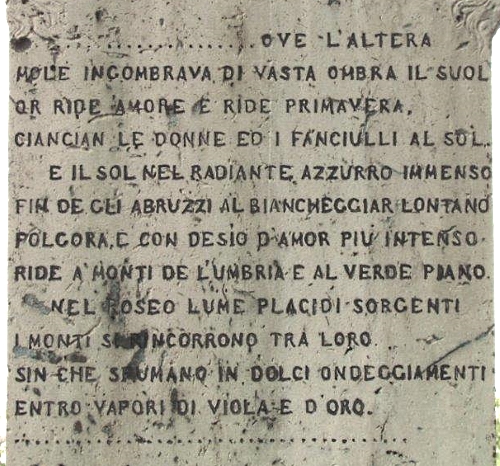 .................. OVE L'ALTERA
MOLE INGOMBRAVA DI VASTA OMBRA IL SUOL
OR RIDE AMORE E RIDE PRIMAVERA,
CIANCIAN LE DONNE ED I FANCIULLI AL SOL.
E IL SOL NEL RADIANTE AZZURRO IMMENSO
FIN DE GLI ABRUZZI AL BIANCHEGGIAR LONTANO
FOLGORA, E CON DESIO D'AMOR PIU INTENSO
RIDE A' MONTI DE L'UMBRIA E AL VERDE PIANO.
NEL ROSEO LUME PLACIDI SORGENTI
I MONTI SI RINCORRONO TRA LORO
SIN CHE SFUMANO IN DOLCI ONDEGGIAMENTI
ENTRO VAPORI DI VIOLA E D'ORO.
........................................